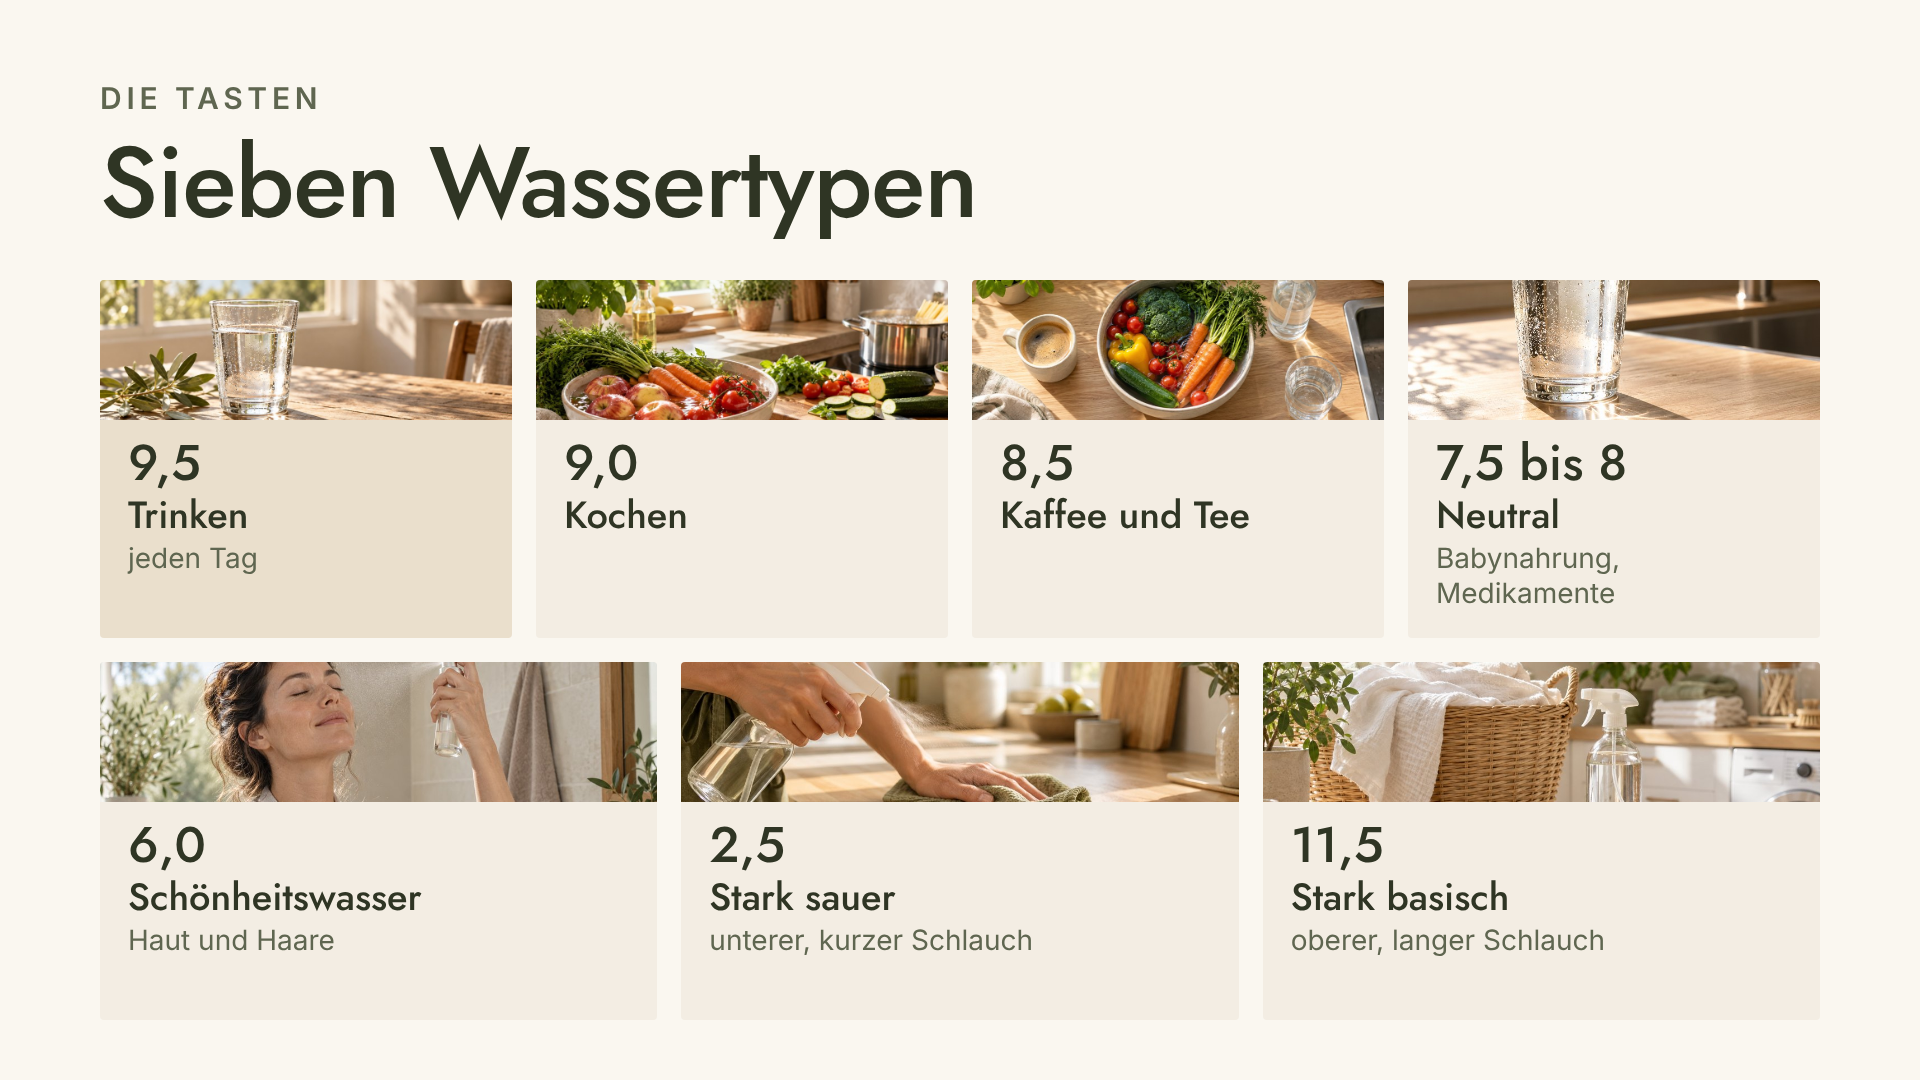 DIE TASTEN
Sieben Wassertypen
9,5
Trinken
jeden Tag
9,0
Kochen
8,5
Kaffee und Tee
7,5 bis 8
Neutral
Babynahrung,
Medikamente
6,0
Schönheitswasser
Haut und Haare
2,5
Stark sauer
unterer, kurzer Schlauch
11,5
Stark basisch
oberer, langer Schlauch